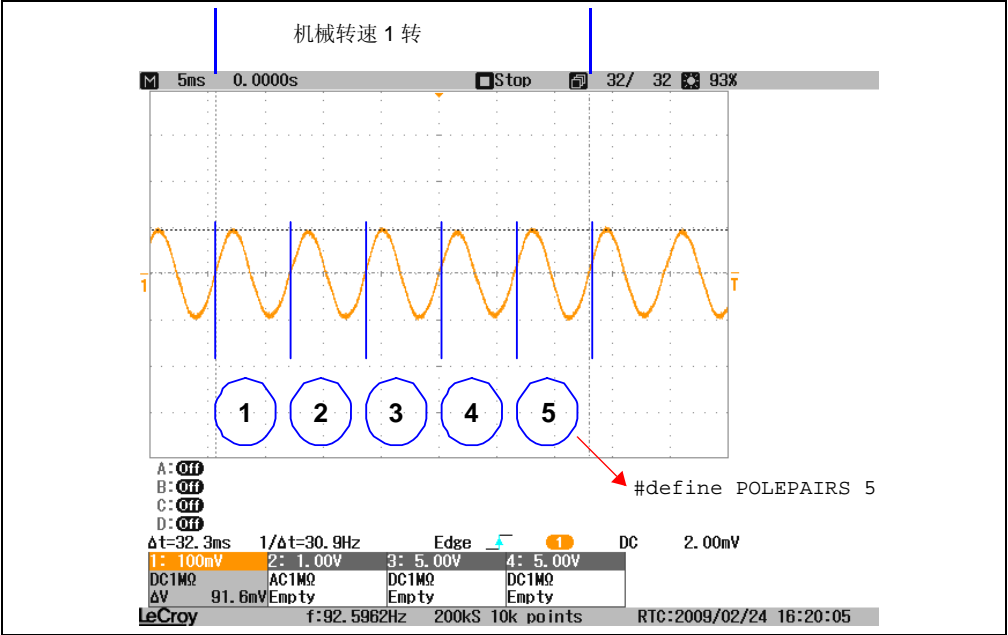 机械转速 1 转
M 5ms 0.0000s Stop 32/ 32 93%
1 T
1 2 3 4 5
A:Off
B:Off
C:Off
D:Off
#define POLEPAIRS 5
Δt=32.3ms 1/Δt=30.9Hz Edge 1 DC 2.00mV
1: 100mV 2: 1.00V 3: 5.00V 4: 5.00V
DC1MΩ AC1MΩ DC1MΩ DC1MΩ
ΔV 91.6mV Empty Empty Empty
LeCroy f:92.5962Hz 200kS 10k points RTC:2009/02/24 16:20:05